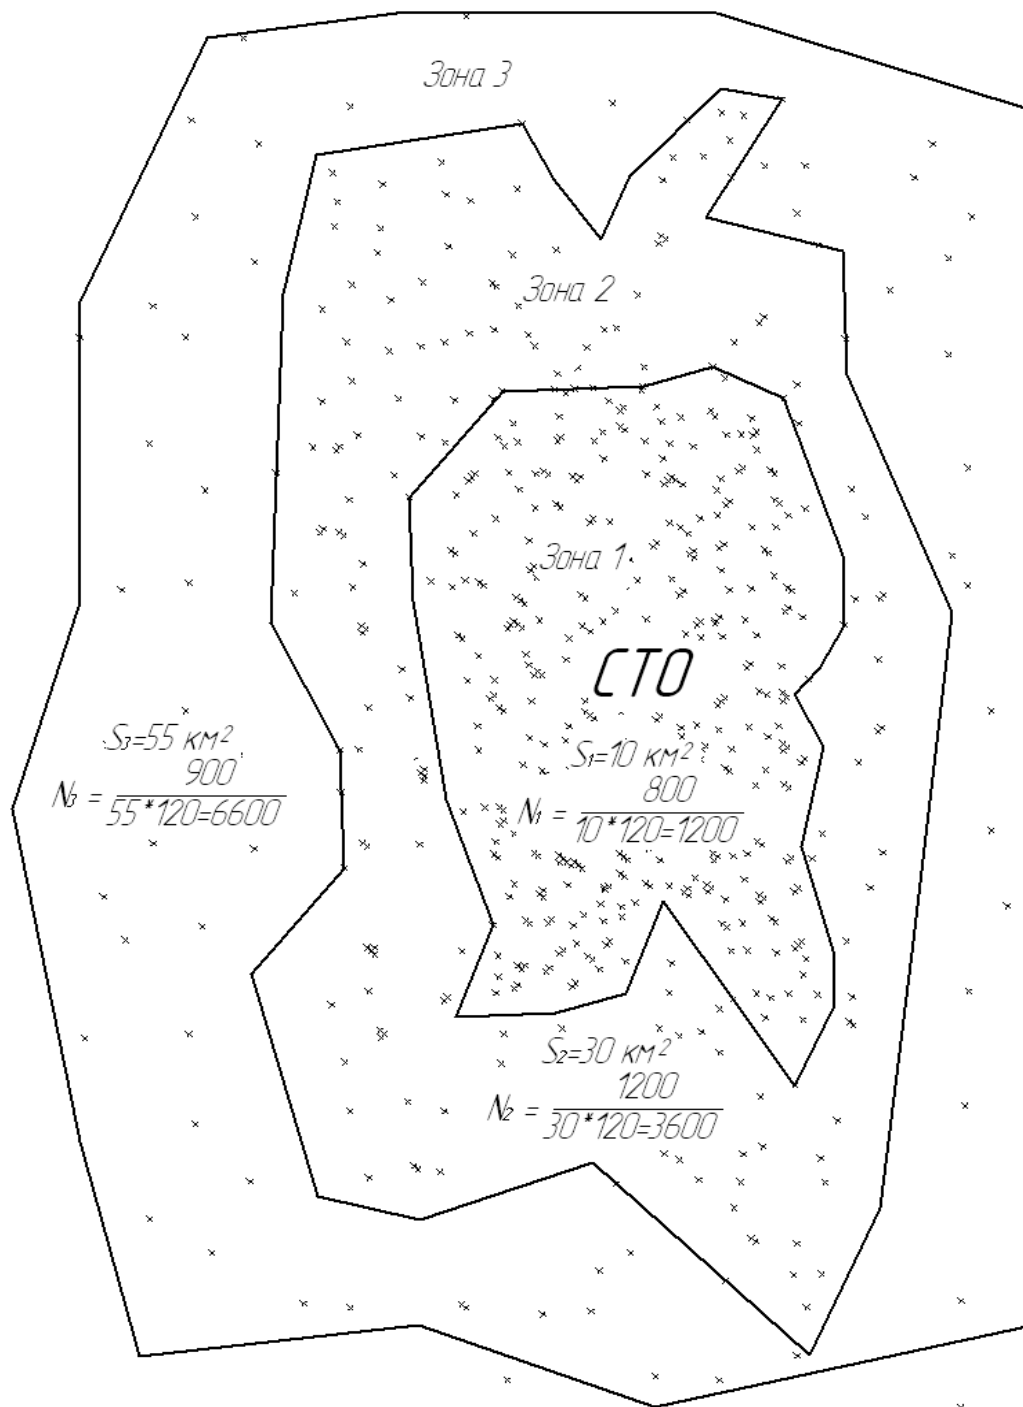 Зона 3
Зона 2
Зона 1
СТО
S₃=55 км²
N₃ = 900
55*120=6600
S₁=10 км²
N₁ = 800
10*120=1200
S₂=30 км²
N₂ = 1200
30*120=3600